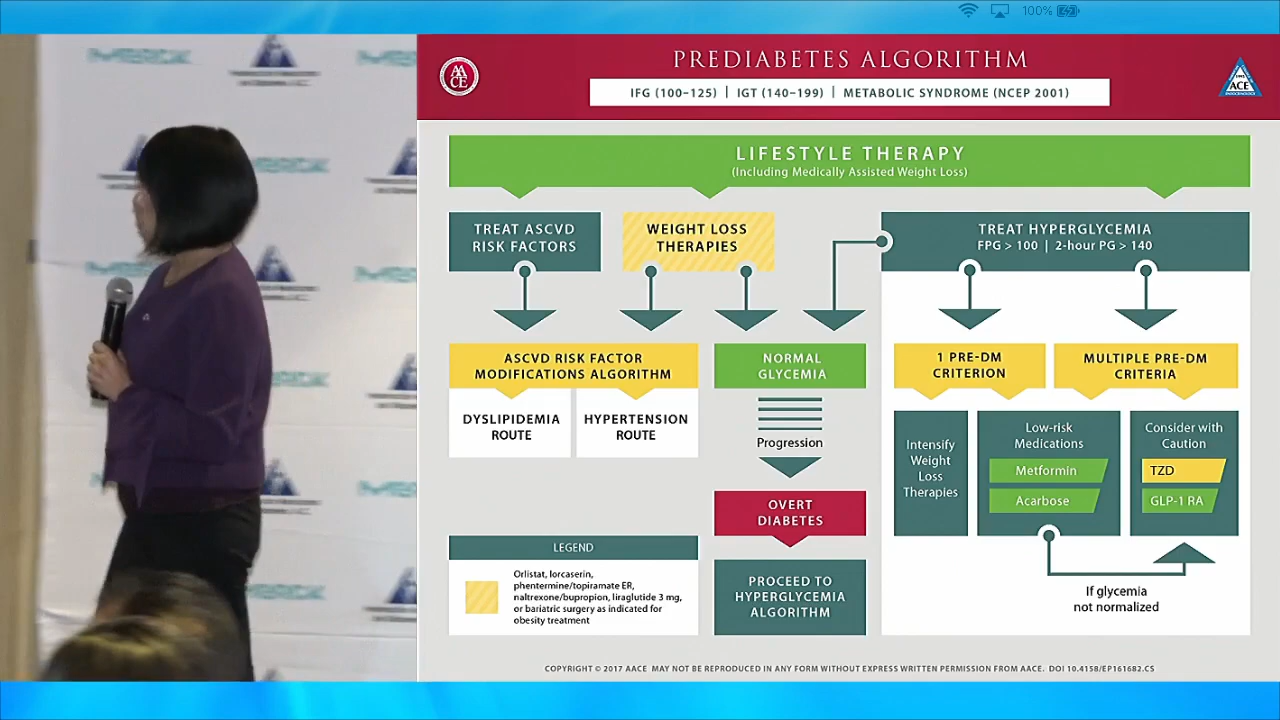 100%
PREDIABETES ALGORITHM
IFG (100–125) | IGT (140–199) | METABOLIC SYNDROME (NCEP 2001)
AA
CE
ACE
LIFESTYLE THERAPY
(Including Medically Assisted Weight Loss)
TREAT ASCVD
RISK FACTORS
WEIGHT LOSS
THERAPIES
TREAT HYPERGLYCEMIA
FPG > 100 | 2-hour PG > 140
ASCVD RISK FACTOR
MODIFICATIONS ALGORITHM
DYSLIPIDEMIA
ROUTE
HYPERTENSION
ROUTE
NORMAL
GLYCEMIA
Progression
OVERT
DIABETES
PROCEED TO
HYPERGLYCEMIA
ALGORITHM
1 PRE-DM
CRITERION
MULTIPLE PRE-DM
CRITERIA
Intensify
Weight
Loss
Therapies
Low-risk
Medications
Metformin
Acarbose
Consider with
Caution
TZD
GLP-1 RA
If glycemia
not normalized
LEGEND
Orlistat, lorcaserin,
phentermine/topiramate ER,
naltrexone/bupropion, liraglutide 3 mg,
or bariatric surgery as indicated for
obesity treatment
COPYRIGHT © 2017 AACE MAY NOT BE REPRODUCED IN ANY FORM WITHOUT EXPRESS WRITTEN PERMISSION FROM AACE. DOI 10.4158/EP161682.CS